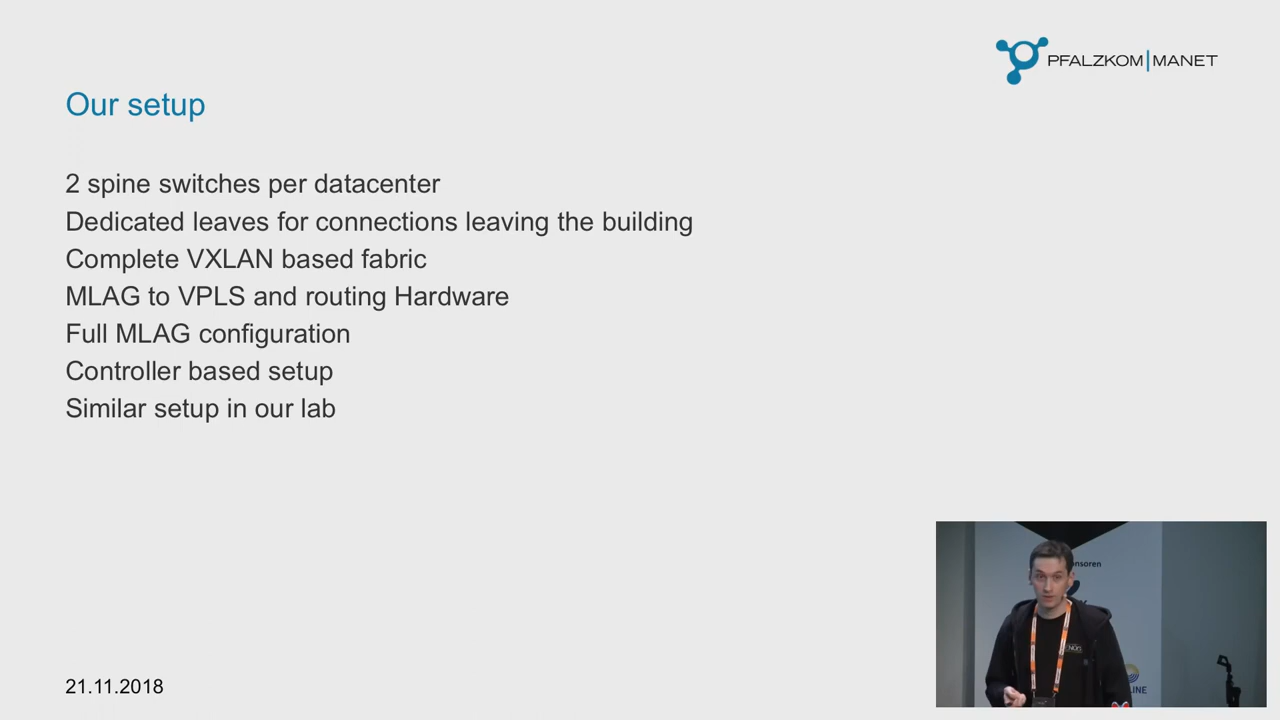 PFALZKOM|MANET
Our setup
2 spine switches per datacenter
Dedicated leaves for connections leaving the building
Complete VXLAN based fabric
MLAG to VPLS and routing Hardware
Full MLAG configuration
Controller based setup
Similar setup in our lab
21.11.2018